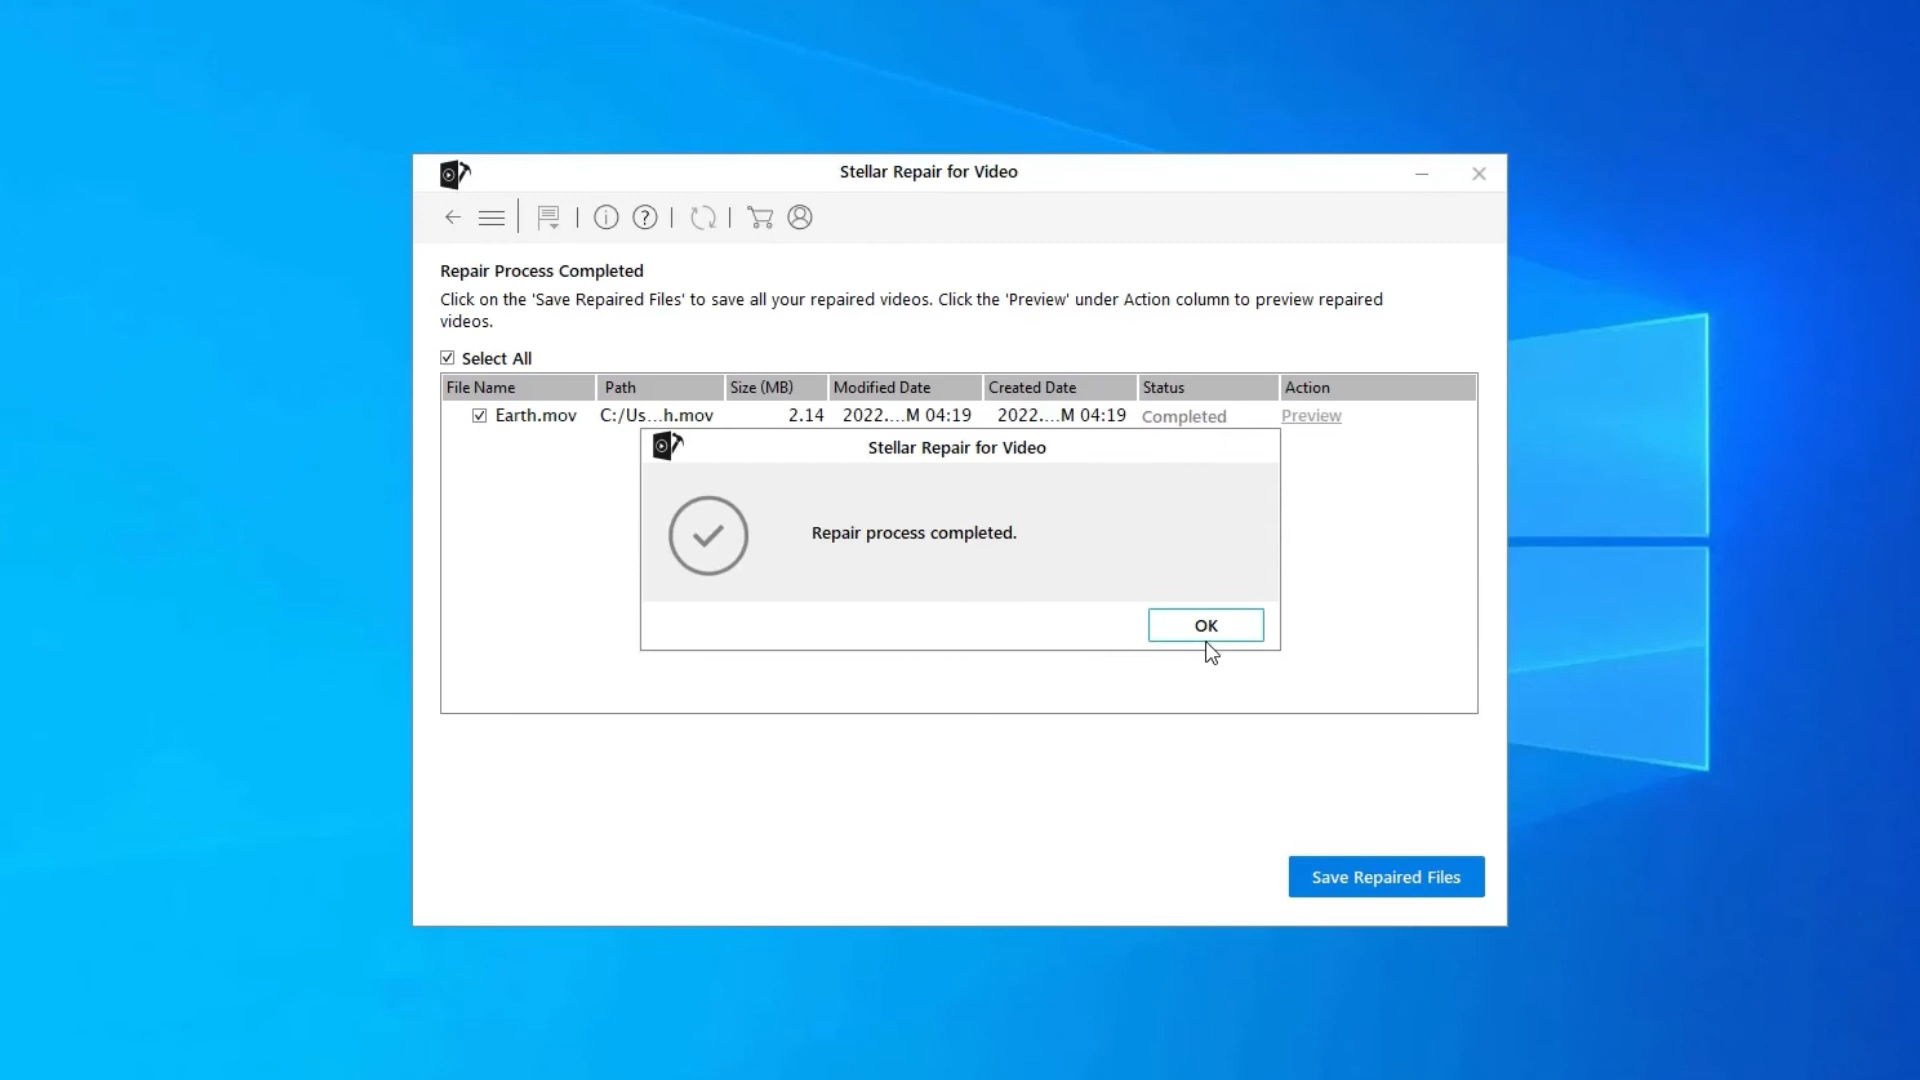 Stellar Repair for Video
Repair Process Completed
Click on the 'Save Repaired Files' to save all your repaired videos. Click the 'Preview' under Action column to preview repaired
videos.
Select All
File Name Path Size (MB) Modified Date Created Date Status Action
Earth.mov C:/Us...h.mov 2.14 2022....M 04:19 2022....M 04:19 Completed Preview
Stellar Repair for Video
Repair process completed.
OK
Save Repaired Files